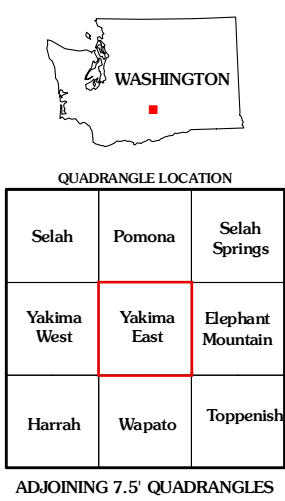 WASHINGTON
QUADRANGLE LOCATION
Selah
Pomona
Selah
Springs
Yakima
West
Yakima
East
Elephant
Mountain
Harrah
Wapato
Toppenish
ADJOINING 7.5' QUADRANGLES